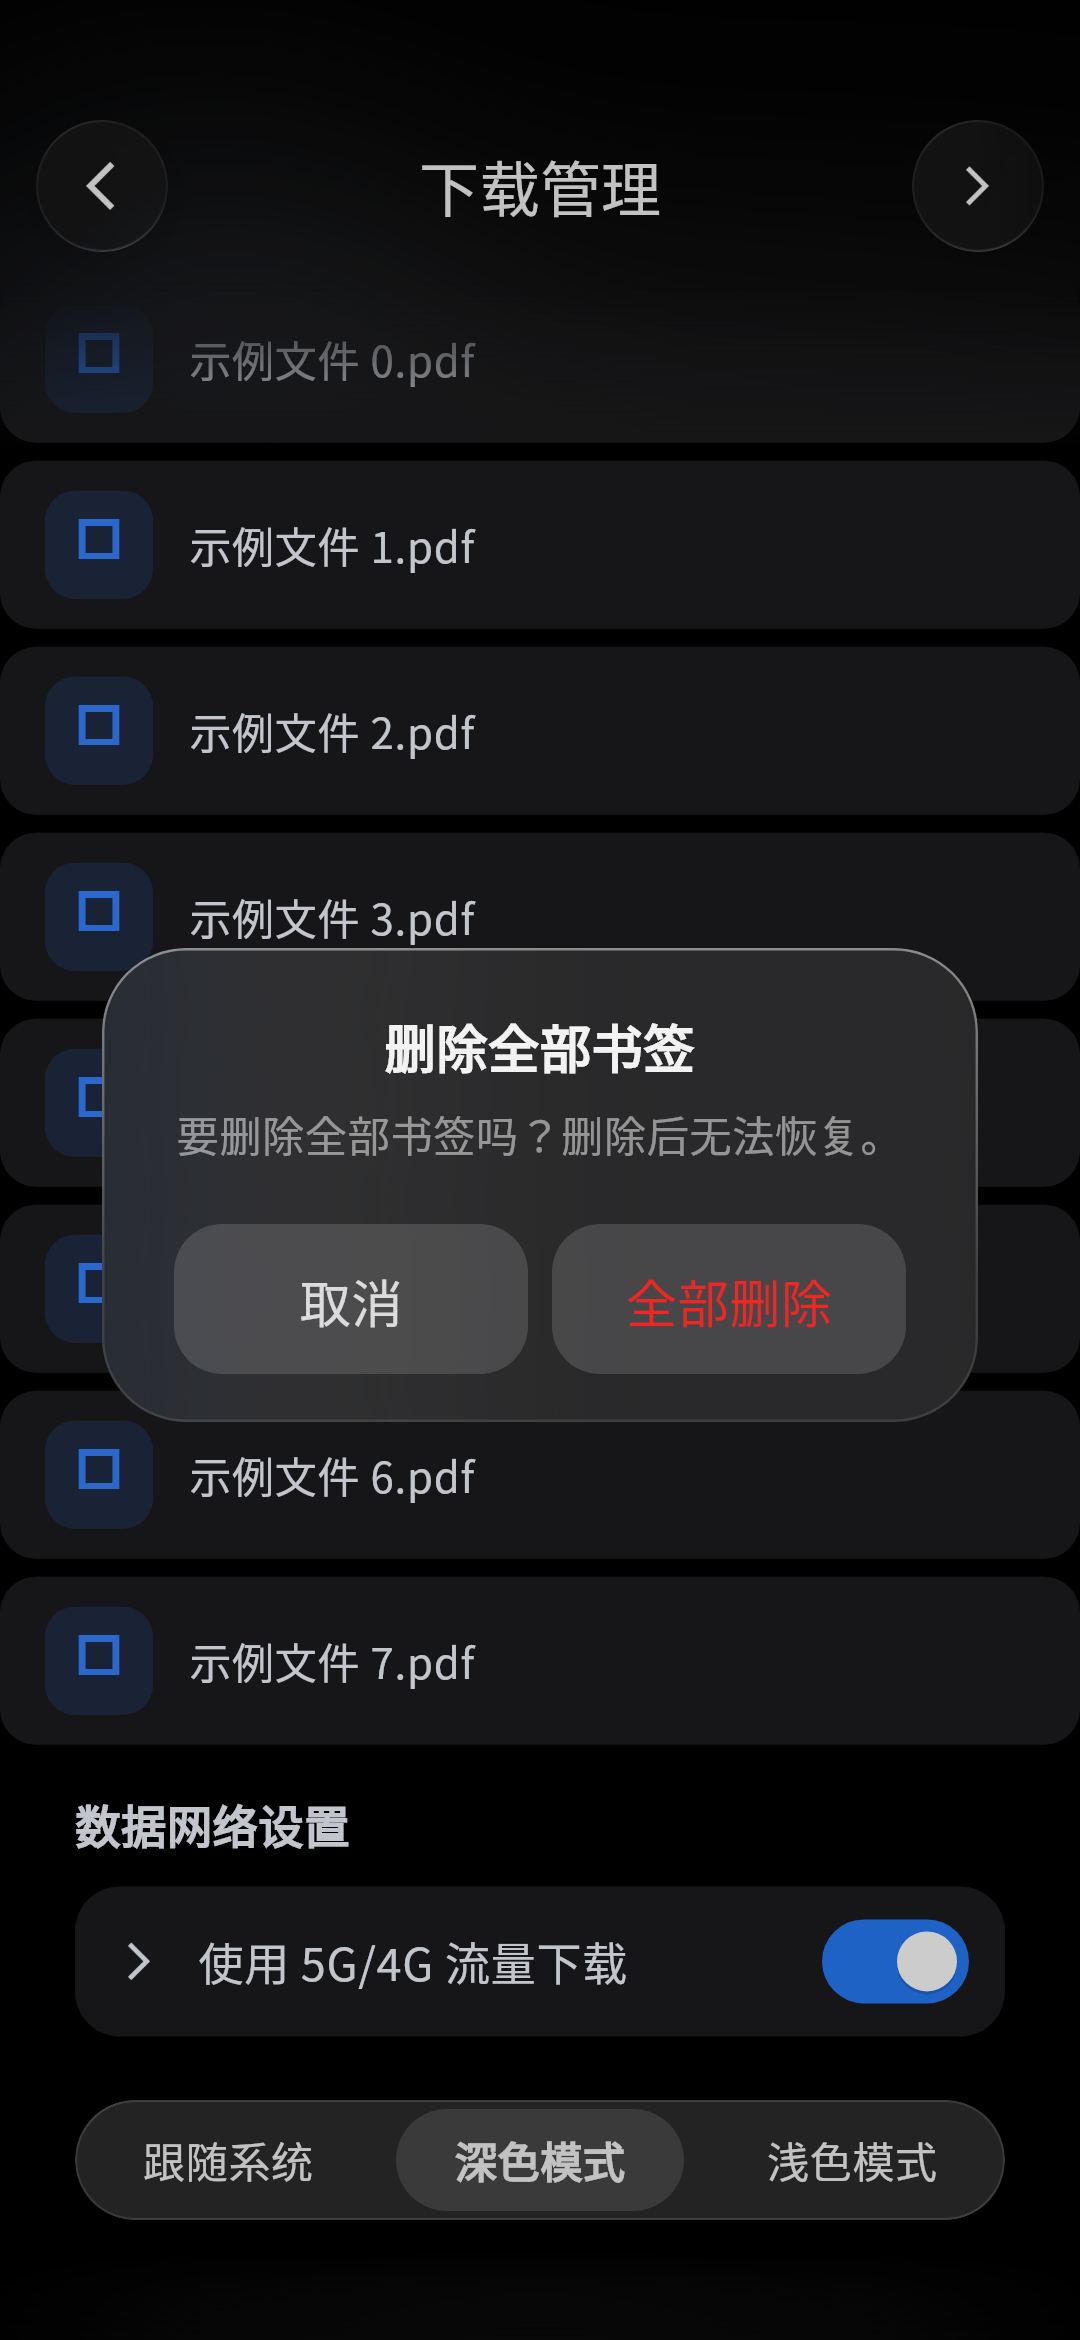 下载管理
示例文件 0.pdf
示例文件 1.pdf
示例文件 2.pdf
示例文件 3.pdf
删除全部书签
要删除全部书签吗？删除后无法恢复。
取消
全部删除
示例文件 6.pdf
示例文件 7.pdf
数据网络设置
使用 5G/4G 流量下载
跟随系统
深色模式
浅色模式